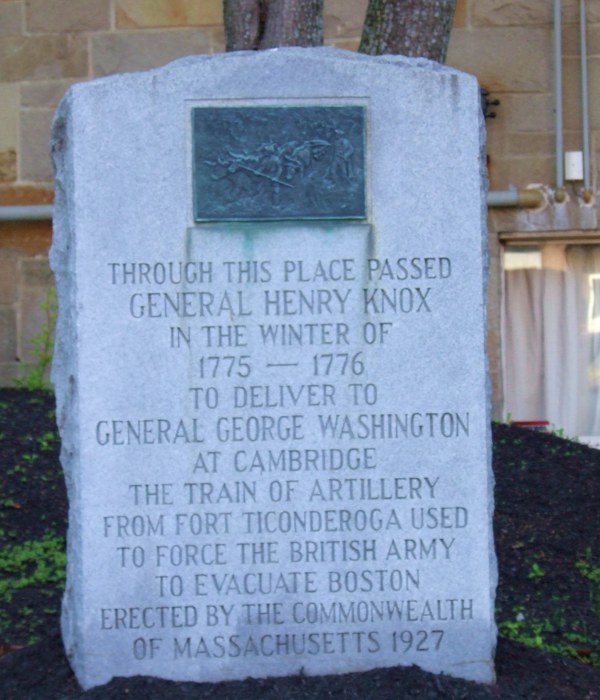 THROUGH THIS PLACE PASSED
GENERAL HENRY KNOX
IN THE WINTER OF
1775 — 1776
TO DELIVER TO
GENERAL GEORGE WASHINGTON
AT CAMBRIDGE
THE TRAIN OF ARTILLERY
FROM FORT TICONDEROGA USED
TO FORCE THE BRITISH ARMY
TO EVACUATE BOSTON
ERECTED BY THE COMMONWEALTH
OF MASSACHUSETTS 1927